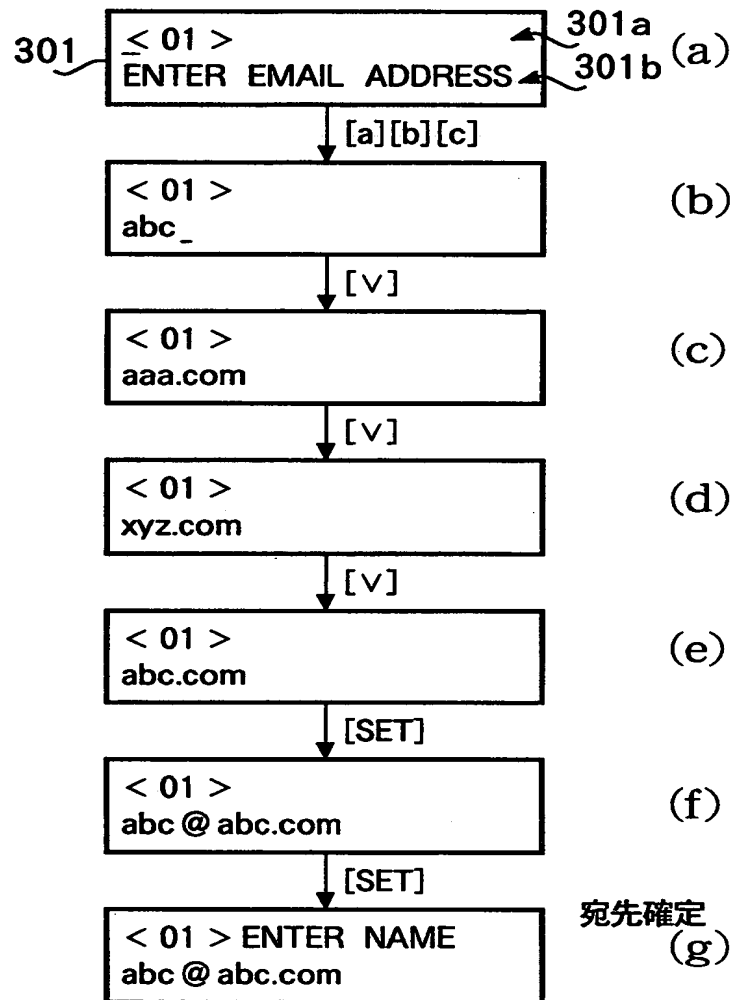 301
< 01 >
301a
(a)
ENTER EMAIL ADDRESS
301b
[a][b][c]
< 01 >
(b)
abc_
[∨]
< 01 >
(c)
aaa.com
[∨]
< 01 >
(d)
xyz.com
[∨]
< 01 >
(e)
abc.com
[SET]
< 01 >
(f)
abc@abc.com
[SET]
宛先確定
< 01 > ENTER NAME
(g)
abc@abc.com